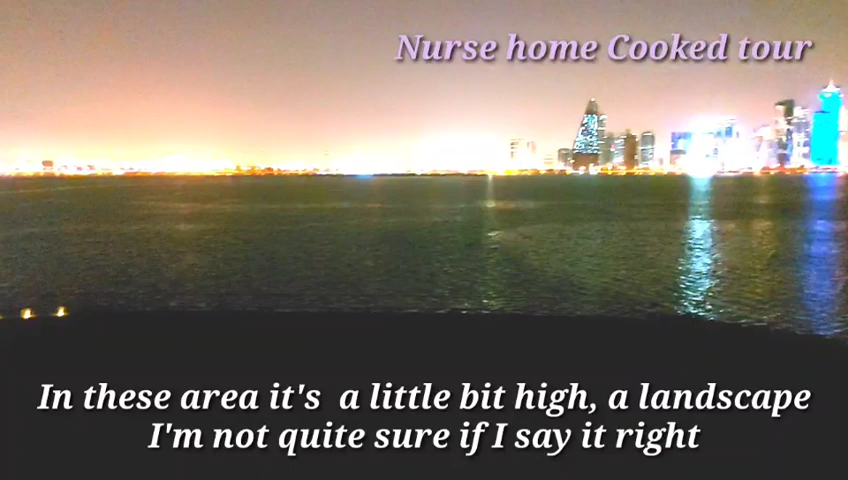 Nurse home Cooked tour
In these area it's  a little bit high, a landscape
I'm not quite sure if I say it right